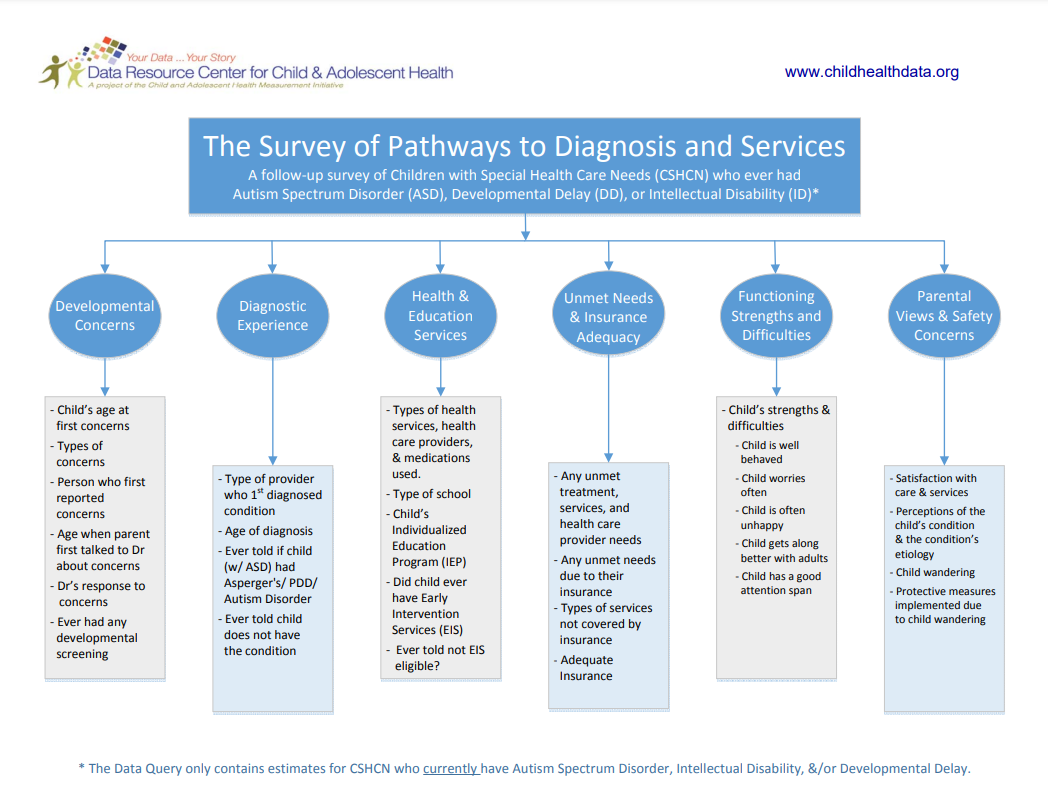 Your Data ... Your Story
Data Resource Center for Child & Adolescent Health
A project of the Child and Adolescent Health Measurement Initiative
www.childhealthdata.org
The Survey of Pathways to Diagnosis and Services
A follow-up survey of Children with Special Health Care Needs (CSHCN) who ever had
Autism Spectrum Disorder (ASD), Developmental Delay (DD), or Intellectual Disability (ID)*
Developmental
Concerns
Diagnostic
Experience
Health &
Education
Services
Unmet Needs
& Insurance
Adequacy
Functioning
Strengths and
Difficulties
Parental
Views & Safety
Concerns
- Child's age at
first concerns
- Types of
concerns
- Person who first
reported
concerns
- Age when parent
first talked to Dr
about concerns
- Dr's response to
concerns
- Ever had any
developmental
screening
- Type of provider
who 1st diagnosed
condition
- Age of diagnosis
- Ever told if child
(w/ ASD) had
Asperger's/ PDD/
Autism Disorder
- Ever told child
does not have
the condition
- Types of health
services, health
care providers,
& medications
used.
- Type of school
- Child's
Individualized
Education
Program (IEP)
- Did child ever
have Early
Intervention
Services (EIS)
- Ever told not EIS
eligible?
- Any unmet
treatment,
services, and
health care
provider needs
- Any unmet needs
due to their
insurance
- Types of services
not covered by
insurance
- Adequate
Insurance
- Child's strengths &
difficulties
- Child is well
behaved
- Child worries
often
- Child is often
unhappy
- Child gets along
better with adults
- Child has a good
attention span
- Satisfaction with
care & services
- Perceptions of the
child's condition
& the condition's
etiology
- Child wandering
- Protective measures
implemented due
to child wandering
* The Data Query only contains estimates for CSHCN who currently have Autism Spectrum Disorder, Intellectual Disability, &/or Developmental Delay.